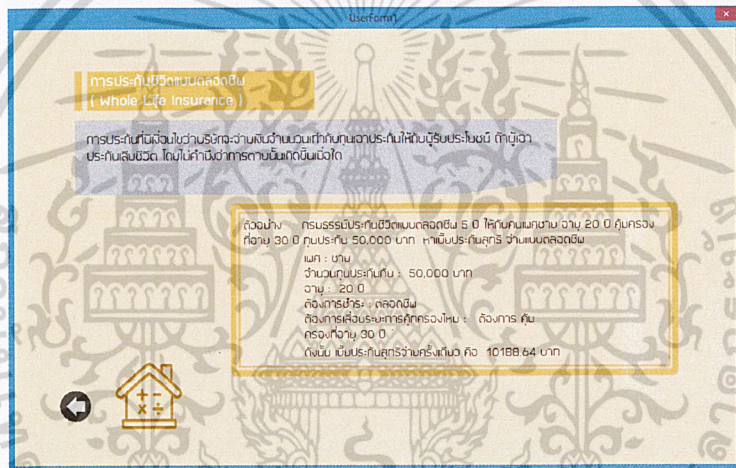 UserForm1
การประกันชีวิตแบบตลอดชีพ
( Whole Life Insurance )
การประกันที่มีเงื่อนไขว่าบริษัทจะจ่ายเงินจำนวนเท่ากับทุนเอาประกันให้กับผู้รับประโยชน์ ถ้าผู้เอา
ประกันเสียชีวิต โดยไม่คำนึงว่าการตายนั้นเกิดขึ้นเมื่อใด
ตัวอย่าง กรมธรรม์ประกันชีวิตแบบตลอดชีพ 5 ปี ให้กับคนเพศชาย อายุ 20 ปี คุ้มครอง
ที่อายุ 30 ปี ทุนประกัน 50,000 บาท หาเบี้ยประกันสุทธิ จ่ายแบบตลอดชีพ
เพศ : ชาย
จำนวนทุนประกันภัย : 50,000 บาท
อายุ : 20 ปี
ต้องการชำระ : ตลอดชีพ
ต้องการเลื่อนระยะการคุ้มครองไหม : ต้องการ คุ้ม
ครองที่อายุ 30 ปี
ดังนั้น เบี้ยประกันสุทธิจ่ายครั้งเดียว คือ 10188.64 บาท